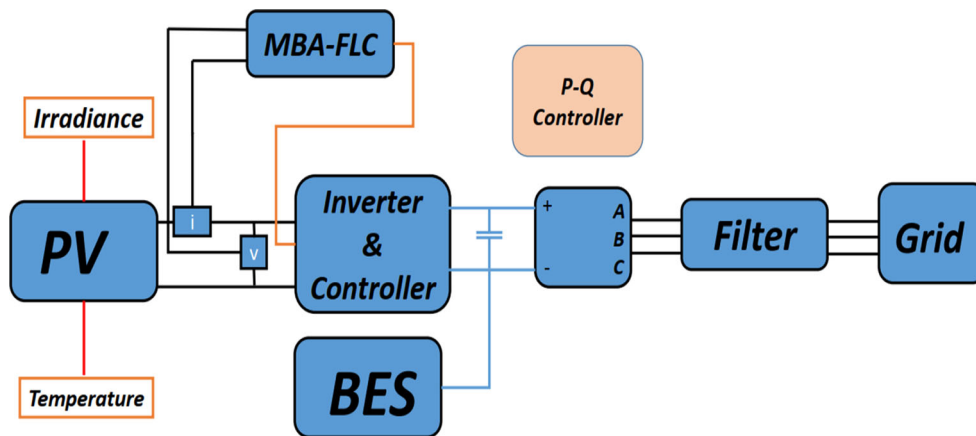 MBA-FLC
P-Q
Controller
Irradiance
PV
i
v
Inverter
&
Controller
+
-
A
B
C
Filter
Grid
BES
Temperature